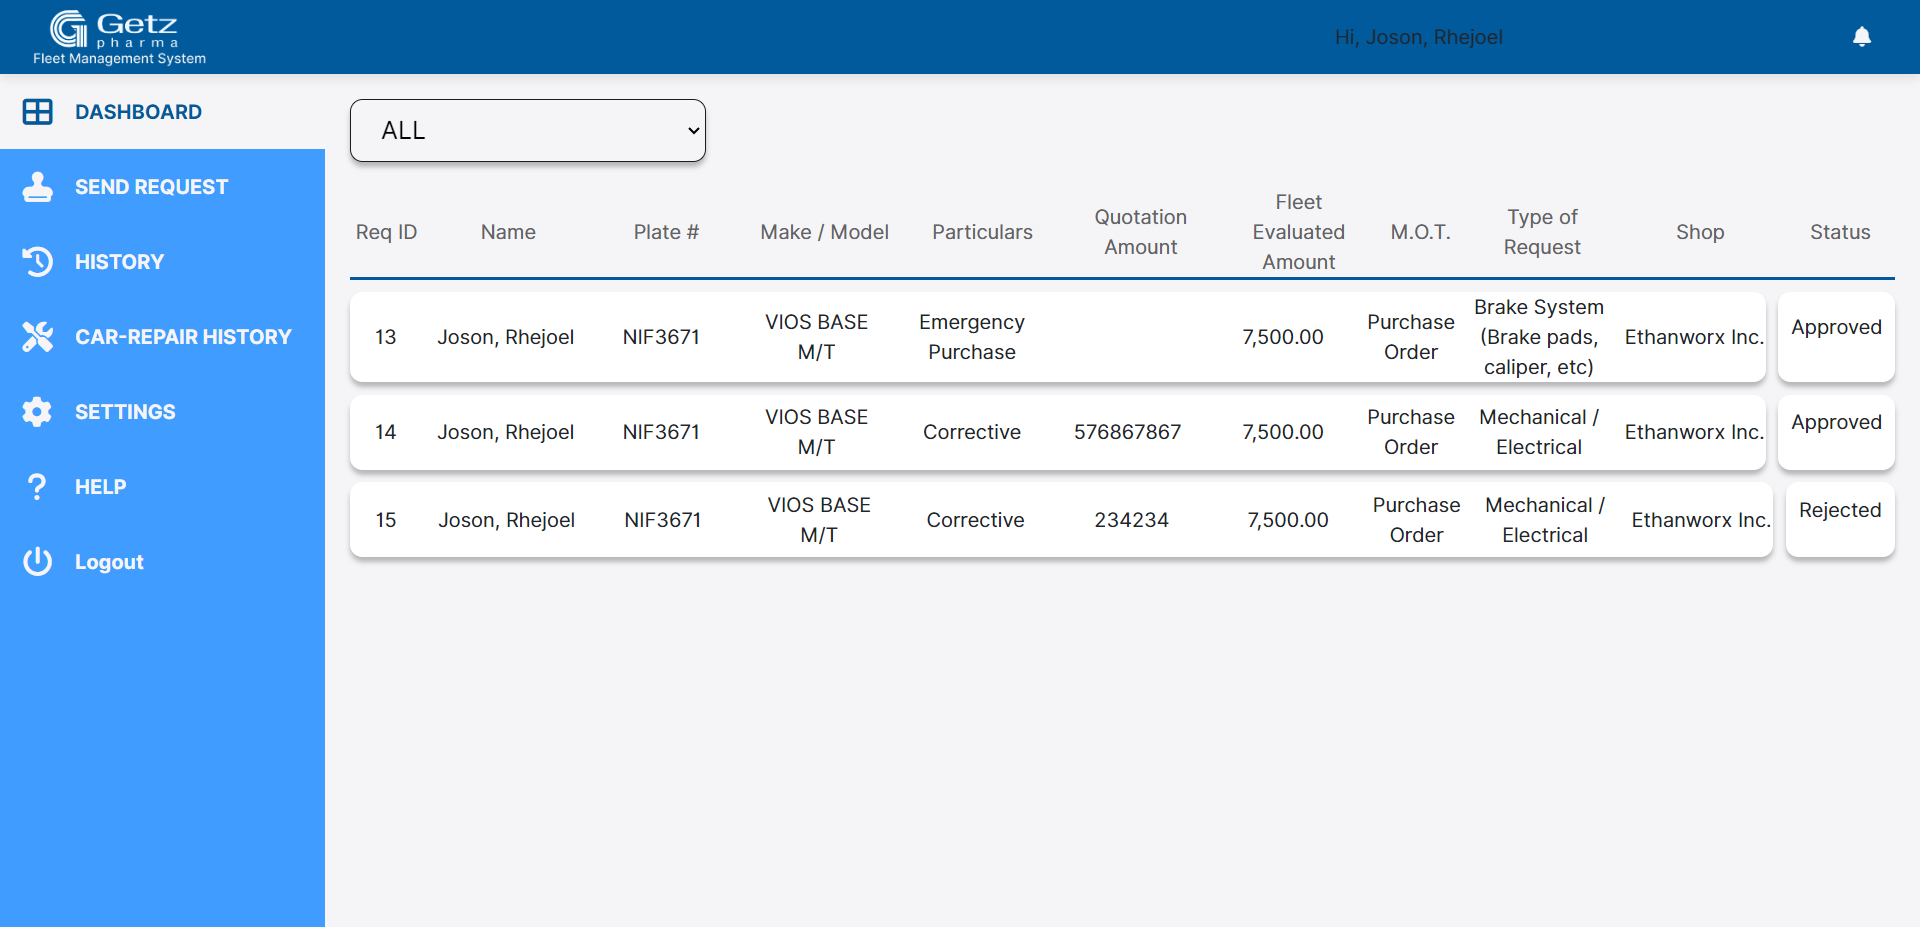 Getz
pharma
Fleet Management System
Hi, Joson, Rhejoel
DASHBOARD
SEND REQUEST
HISTORY
CAR-REPAIR HISTORY
SETTINGS
HELP
Logout
ALL
Req ID Name Plate # Make / Model Particulars Quotation Amount Fleet Evaluated Amount M.O.T. Type of Request Shop Status
13 Joson, Rhejoel NIF3671 VIOS BASE M/T Emergency Purchase 7,500.00 Purchase Order Brake System (Brake pads, caliper, etc) Ethanworx Inc. Approved
14 Joson, Rhejoel NIF3671 VIOS BASE M/T Corrective 576867867 7,500.00 Purchase Order Mechanical / Electrical Ethanworx Inc. Approved
15 Joson, Rhejoel NIF3671 VIOS BASE M/T Corrective 234234 7,500.00 Purchase Order Mechanical / Electrical Ethanworx Inc. Rejected